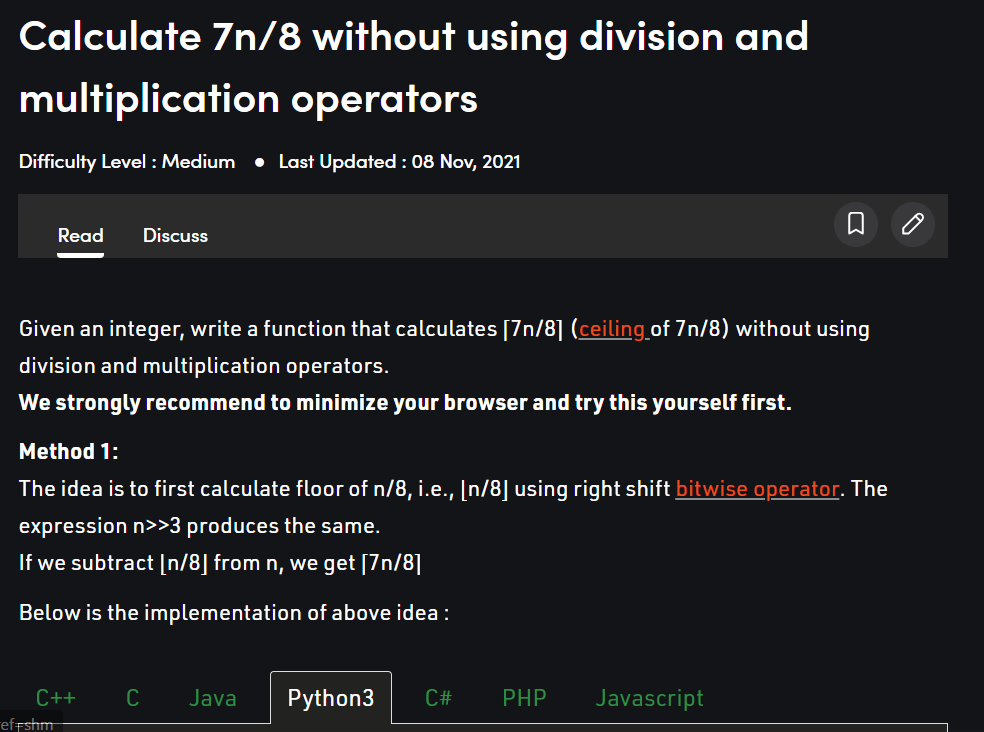 Calculate 7n/8 without using division and
multiplication operators
Difficulty Level : Medium ● Last Updated : 08 Nov, 2021
Read Discuss
Given an integer, write a function that calculates ⌈7n/8⌉ (ceiling of 7n/8) without using
division and multiplication operators.
We strongly recommend to minimize your browser and try this yourself first.
Method 1:
The idea is to first calculate floor of n/8, i.e., ⌊n/8⌋ using right shift bitwise operator. The
expression n>>3 produces the same.
If we subtract ⌊n/8⌋ from n, we get ⌈7n/8⌉
Below is the implementation of above idea :
C++ C Java Python3 C# PHP Javascript
ef=shm